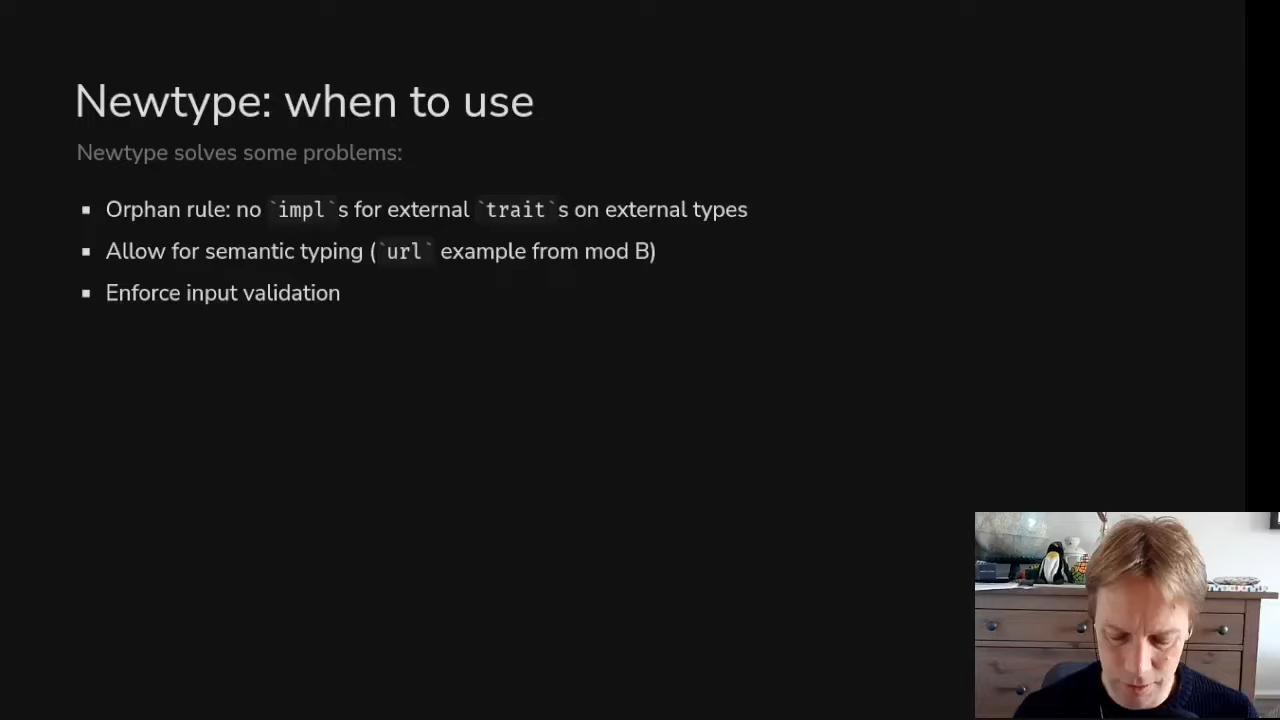 Newtype: when to use
Newtype solves some problems:
▪ Orphan rule: no `impl`s for external `trait`s on external types
▪ Allow for semantic typing (`url` example from mod B)
▪ Enforce input validation